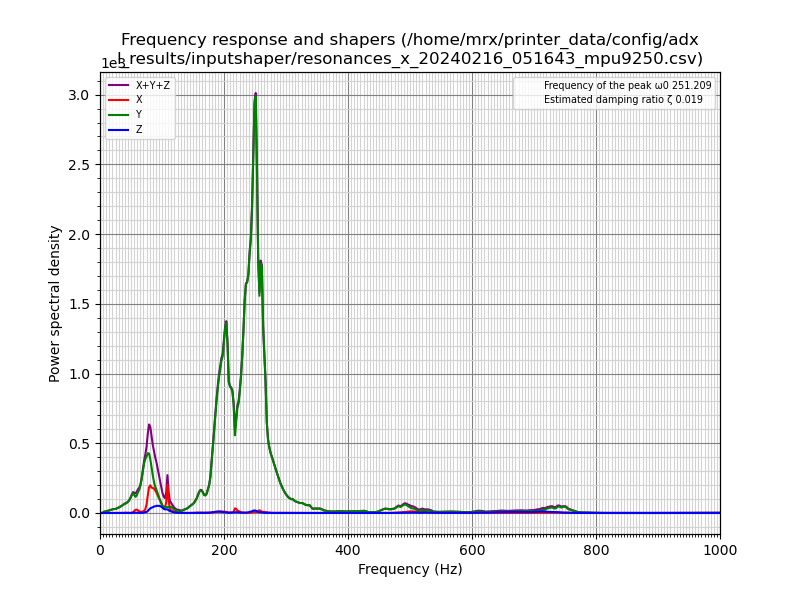 Frequency response and shapers (/home/mrx/printer_data/config/adx
l_results/inputshaper/resonances_x_20240216_051643_mpu9250.csv)
1e3
X+Y+Z
X
Y
Z
Frequency of the peak ω0 251.209
Estimated damping ratio ζ 0.019
3.0
2.5
2.0
1.5
1.0
0.5
0.0
Power spectral density
0 200 400 600 800 1000
Frequency (Hz)